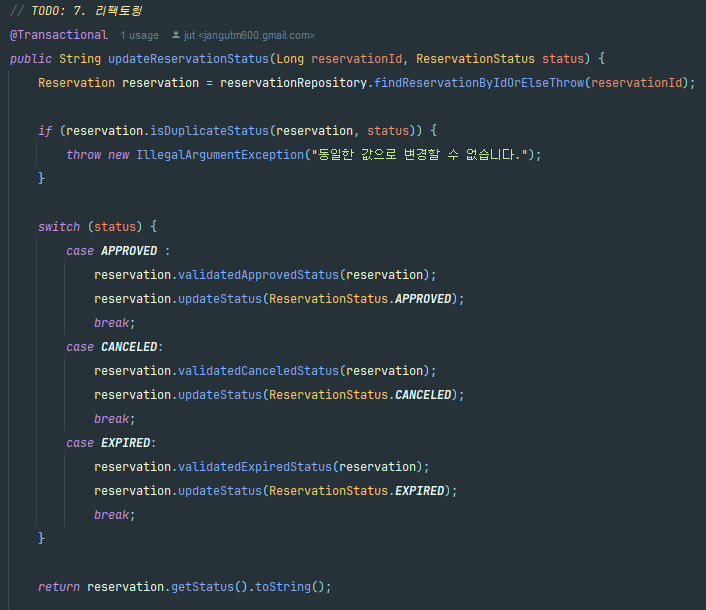 // TODO: 7. 리팩토링
@Transactional 1 usage jut <jangutm600.gmail.com>
public String updateReservationStatus(Long reservationId, ReservationStatus status) {
Reservation reservation = reservationRepository.findReservationByIdOrElseThrow(reservationId);
if (reservation.isDuplicateStatus(reservation, status)) {
throw new IllegalArgumentException("동일한 값으로 변경할 수 없습니다.");
}
switch (status) {
case APPROVED :
reservation.validatedApprovedStatus(reservation);
reservation.updateStatus(ReservationStatus.APPROVED);
break;
case CANCELED:
reservation.validatedCanceledStatus(reservation);
reservation.updateStatus(ReservationStatus.CANCELED);
break;
case EXPIRED:
reservation.validatedExpiredStatus(reservation);
reservation.updateStatus(ReservationStatus.EXPIRED);
break;
}
return reservation.getStatus().toString();